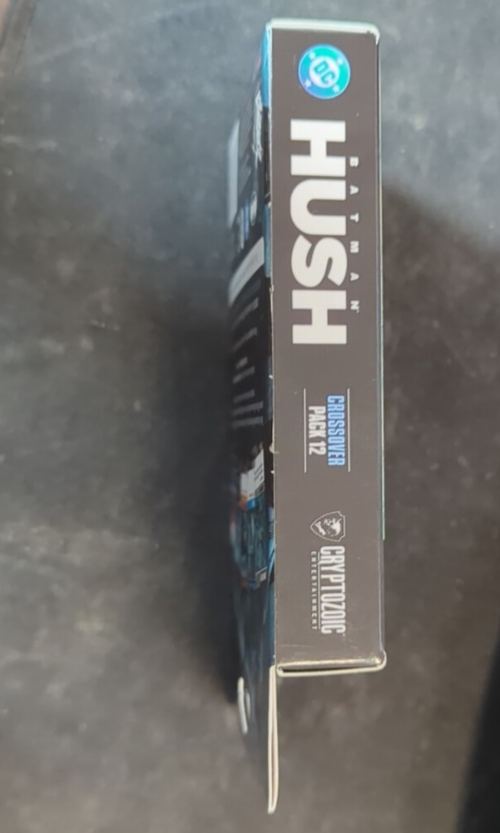 DC
BATMAN
HUSH
CROSSOVER
PACK 12
CRYPTOZOIC
ENTERTAINMENT